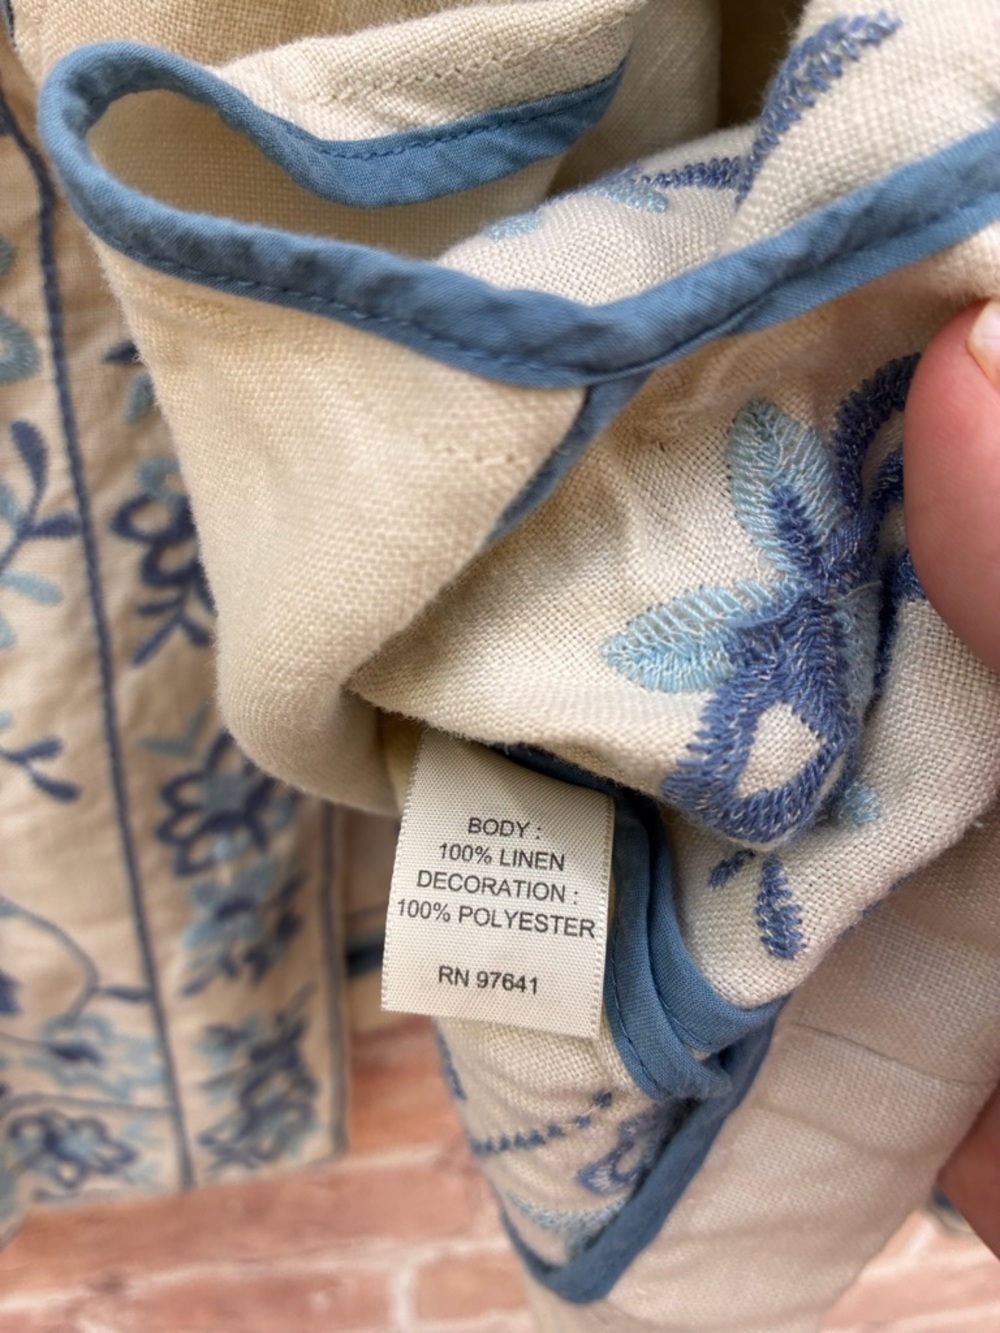 BODY :
100% LINEN
DECORATION :
100% POLYESTER
RN 97641